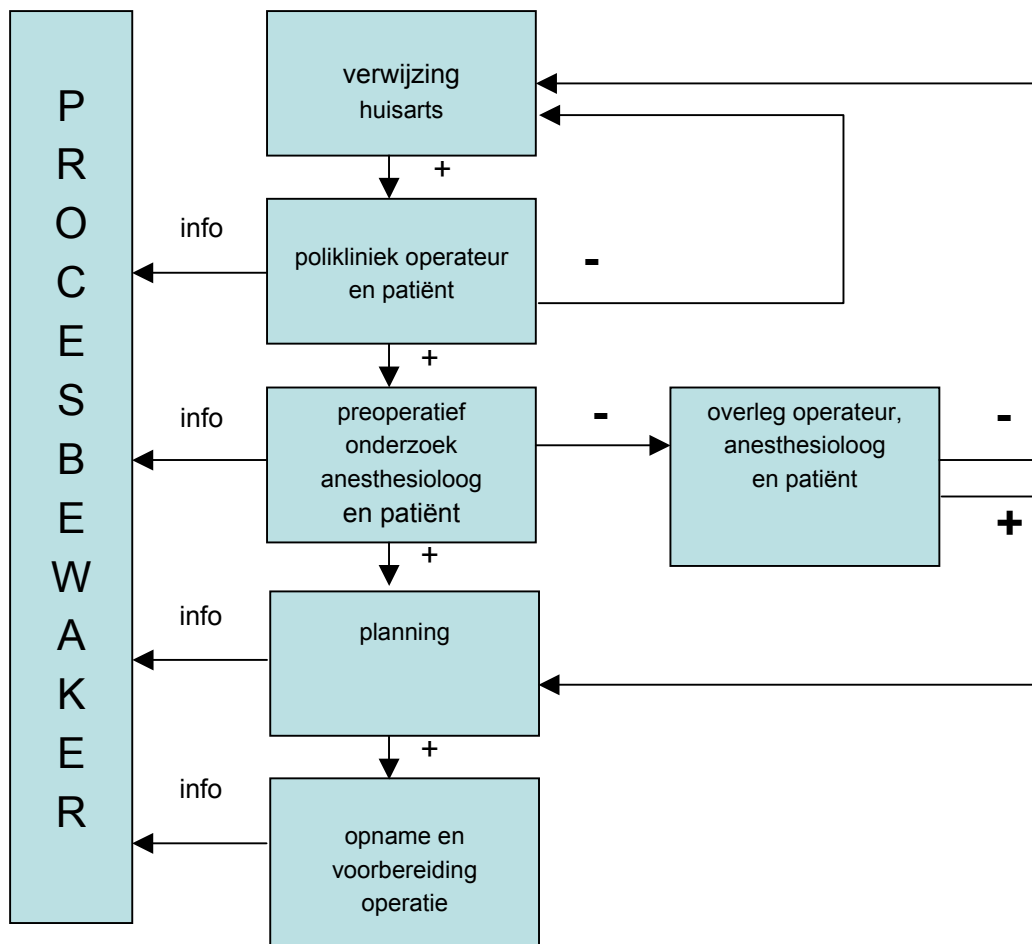 PROCESBEWAKER
verwijzing
huisarts
+
info
polikliniek operateur
en patiënt
-
+
info
preoperatief
onderzoek
anesthesioloog
en patiënt
-
overleg operateur,
anesthesioloog
en patiënt
-
+
+
info
planning
+
info
opname en
voorbereiding
operatie